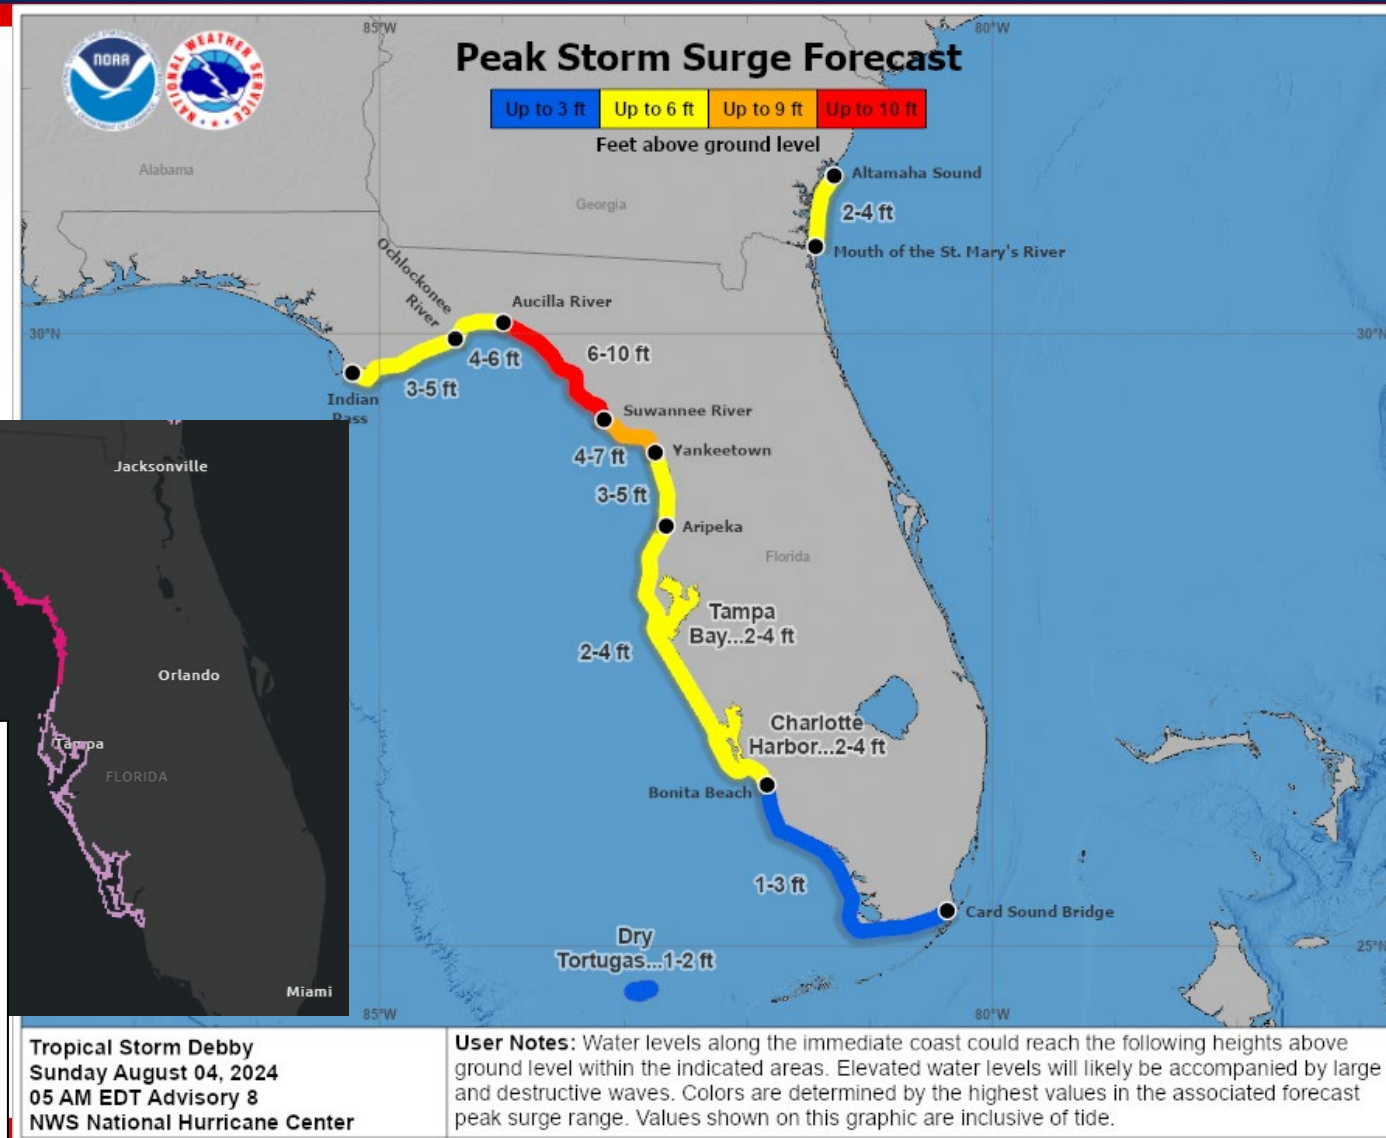 85°W
80°W
NOAA
NATIONAL WEATHER SERVICE
Peak Storm Surge Forecast
Up to 3 ft
Up to 6 ft
Up to 9 ft
Up to 10 ft
Feet above ground level
Alabama
Georgia
Altamaha Sound
2-4 ft
Mouth of the St. Mary's River
Ochlockonee
River
Aucilla River
30°N
30°N
4-6 ft
6-10 ft
3-5 ft
Indian
Pass
Suwannee River
4-7 ft
Yankeetown
3-5 ft
Aripeka
Florida
Tampa
Bay...2-4 ft
2-4 ft
Charlotte
Harbor...2-4 ft
Bonita Beach
1-3 ft
Card Sound Bridge
Dry
Tortugas...1-2 ft
25°N
85°W
80°W
Jacksonville
Orlando
Tampa
FLORIDA
Miami
Tropical Storm Debby
Sunday August 04, 2024
05 AM EDT Advisory 8
NWS National Hurricane Center
User Notes: Water levels along the immediate coast could reach the following heights above
ground level within the indicated areas. Elevated water levels will likely be accompanied by large
and destructive waves. Colors are determined by the highest values in the associated forecast
peak surge range. Values shown on this graphic are inclusive of tide.